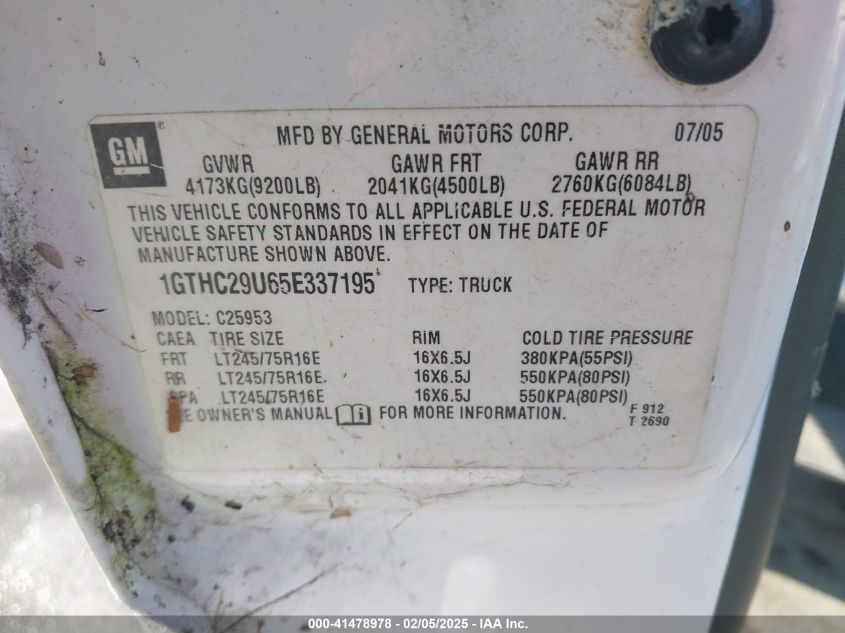 GM
MFD BY GENERAL MOTORS CORP. 07/05
GVWR GAWR FRT GAWR RR
4173KG(9200LB) 2041KG(4500LB) 2760KG(6084LB)
THIS VEHICLE CONFORMS TO ALL APPLICABLE U.S. FEDERAL MOTOR
VEHICLE SAFETY STANDARDS IN EFFECT ON THE DATE OF
MANUFACTURE SHOWN ABOVE.
1GTHC29U65E337195 TYPE: TRUCK
MODEL: C25953
CAEA TIRE SIZE RIM COLD TIRE PRESSURE
FRT LT245/75R16E 16X6.5J 380KPA(55PSI)
RR LT245/75R16E 16X6.5J 550KPA(80PSI)
SPA LT245/75R16E 16X6.5J 550KPA(80PSI)
OWNER'S MANUAL FOR MORE INFORMATION.
F 912
T 2690
000-41478978 - 02/05/2025 - IAA Inc.